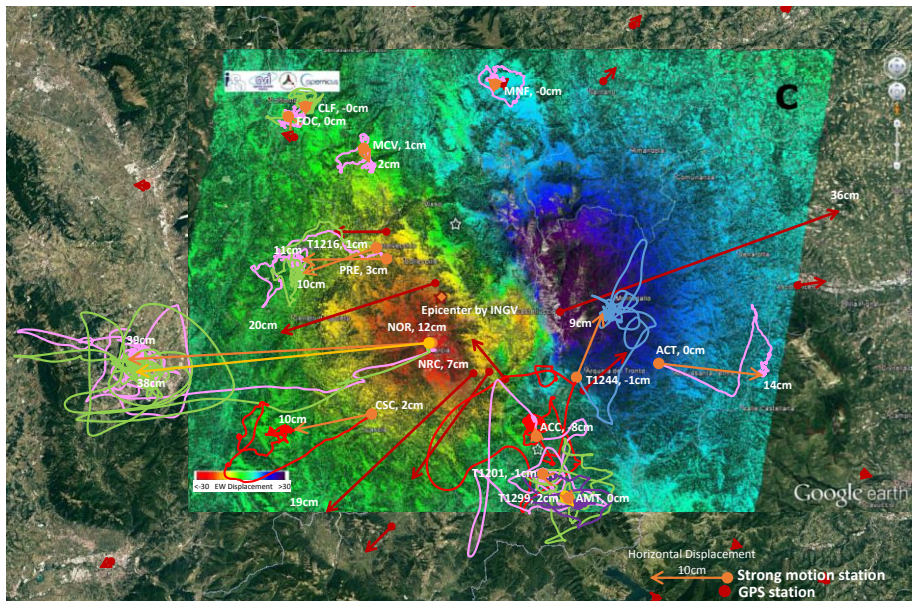 C
Copernicus
MNF, -0cm
CLF, -0cm
FOC, 0cm
MCV, 1cm
2cm
36cm
T1216, 1cm
11cm
PRE, 3cm
10cm
Epicenter by INGV
20cm
NOR, 12cm
9cm
39cm
NRC, 7cm
ACT, 0cm
38cm
T1244, -1cm
14cm
CSC, 2cm
10cm
ACC, -8cm
T1201, -1cm
<-30 EW Displacement >30
19cm
T1299, 2cm
AMT, 0cm
Google earth
Horizontal Displacement
10cm
Strong motion station
GPS station